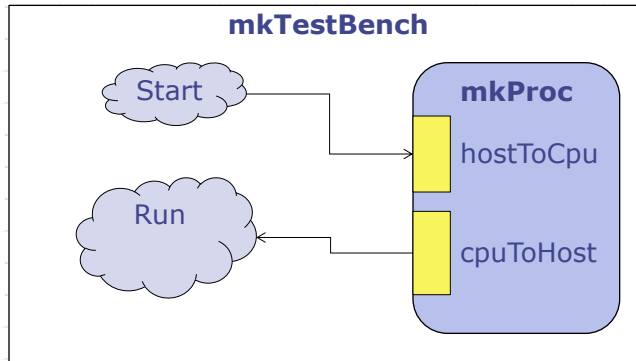 mkTestBench
Start
mkProc
hostToCpu
Run
cpuToHost